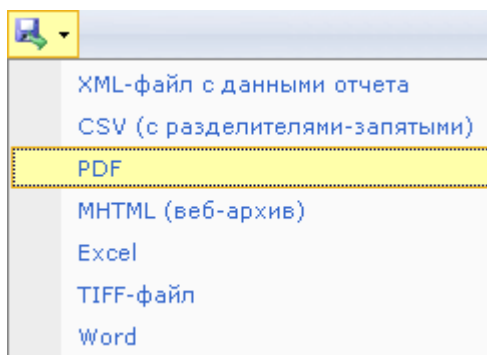 XML-файл с данными отчета
CSV (с разделителями-запятыми)
PDF
MHTML (веб-архив)
Excel
TIFF-файл
Word